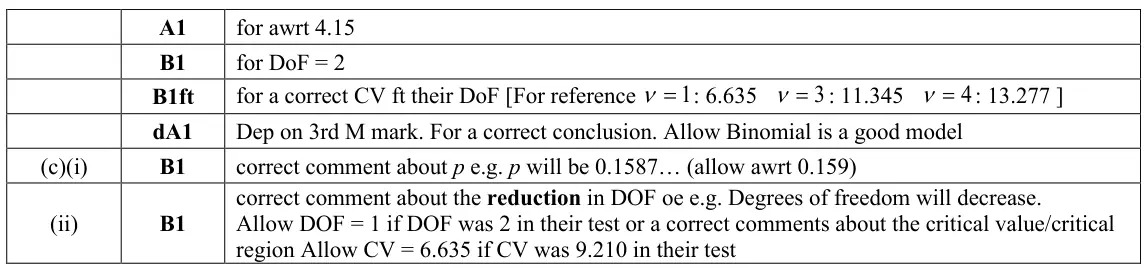 A1 for awrt 4.15
B1 for DoF = 2
B1ft for a correct CV ft their DoF [For reference ν = 1 : 6.635 ν = 3 : 11.345 ν = 4 : 13.277 ]
dA1 Dep on 3rd M mark. For a correct conclusion. Allow Binomial is a good model
(c)(i) B1 correct comment about p e.g. p will be 0.1587… (allow awrt 0.159)
(ii) B1 correct comment about the reduction in DOF oe e.g. Degrees of freedom will decrease.
Allow DOF = 1 if DOF was 2 in their test or a correct comments about the critical value/critical
region Allow CV = 6.635 if CV was 9.210 in their test